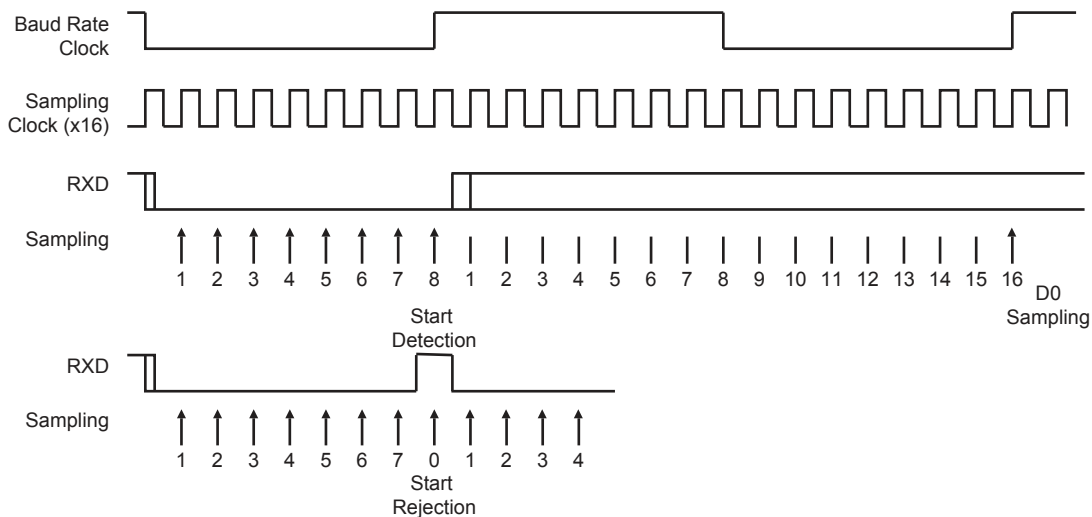 Baud Rate
Clock
Sampling
Clock (x16)
RXD
Sampling
1 2 3 4 5 6 7 8 1 2 3 4 5 6 7 8 9 10 11 12 13 14 15 16
D0
Sampling
Start
Detection
RXD
Sampling
1 2 3 4 5 6 7 0 1 2 3 4
Start
Rejection